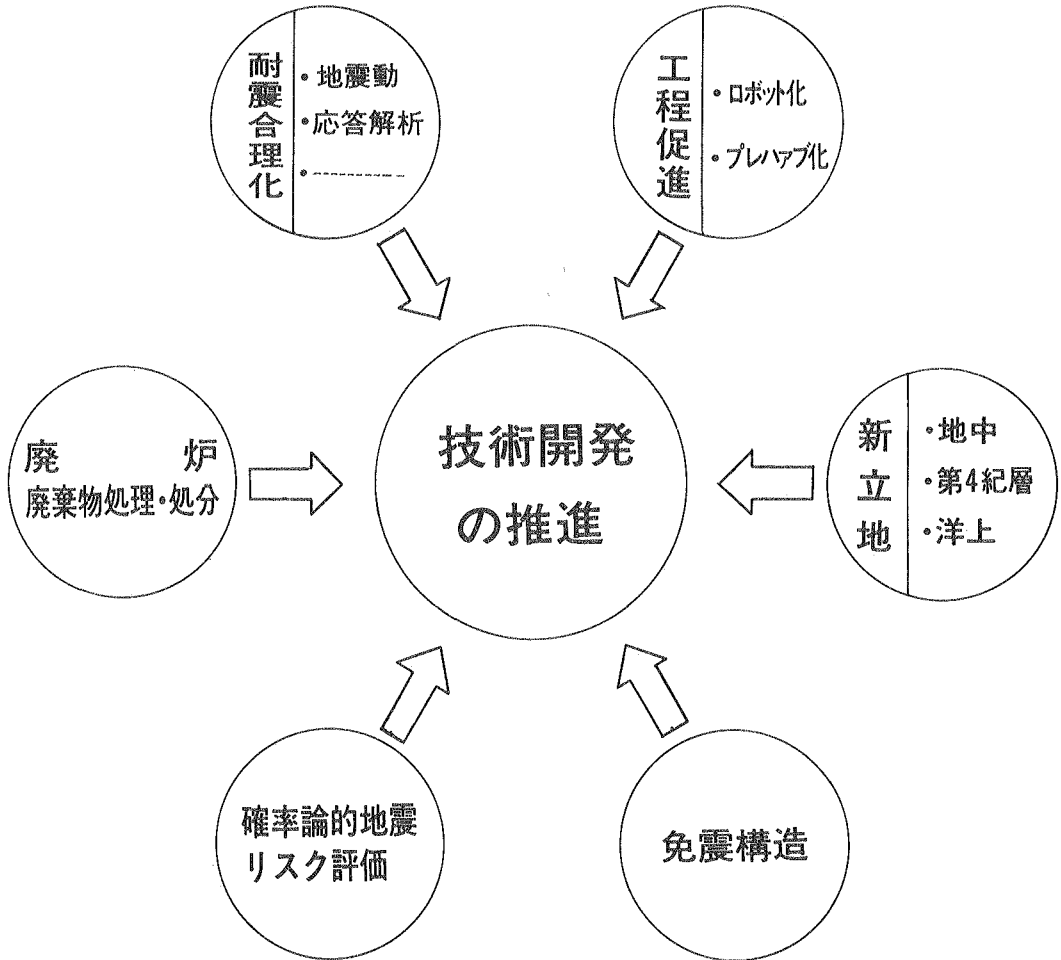 耐震合理化
・地震動
・応答解析
・---------
工程促進
・ロボット化
・プレハァブ化
廃 炉
廃棄物処理・処分
技術開発
の推進
新立地
・地中
・第4紀層
・洋上
確率論的地震
リスク評価
免震構造